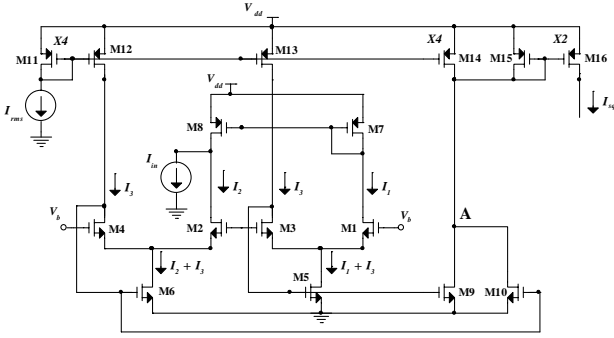 V_dd
X4 X4 X2
M11 M12 M13 M14 M15 M16
I_rms
V_dd
M8 M7
I_in
I_3 I_2 I_3 I_1
V_b V_b
M4 M2 M3 M1 A
I_2 + I_3 I_1 + I_3
M6 M5 M9 M10